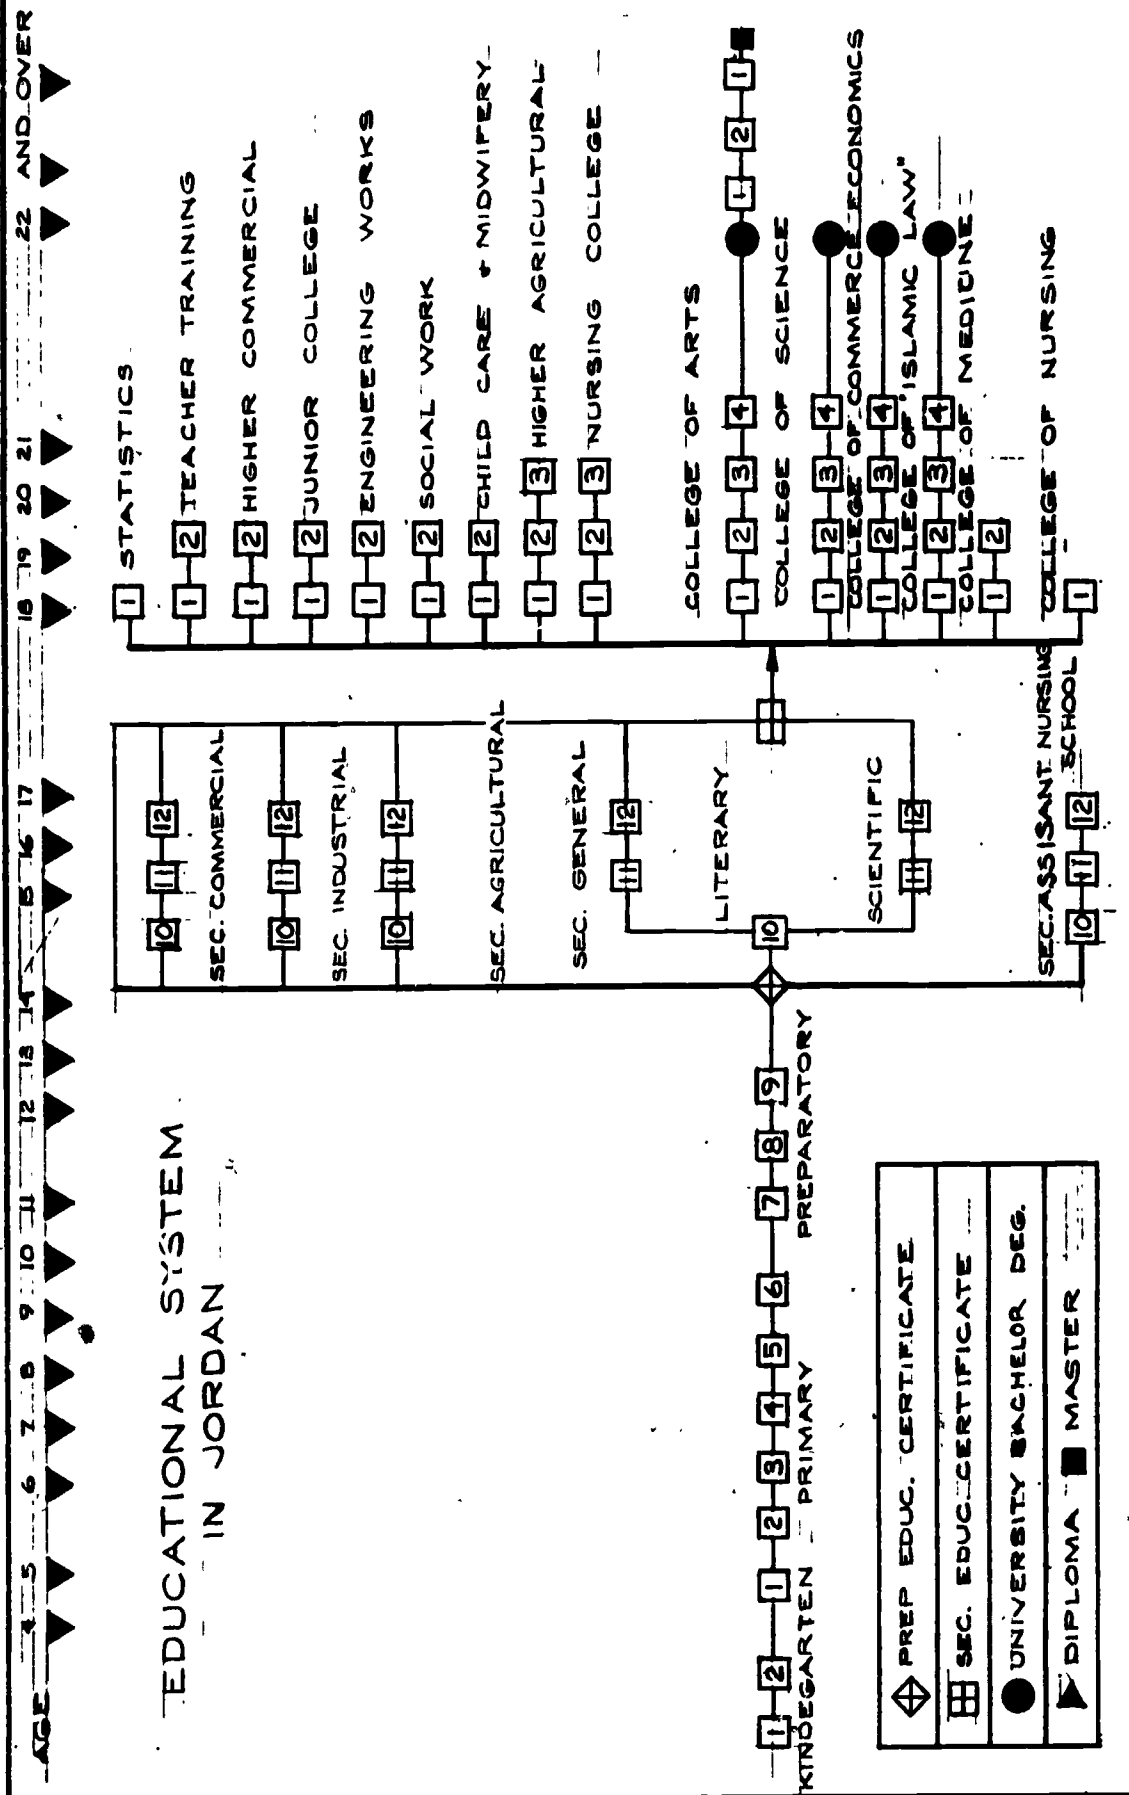 AGE 4 5 6 7 8 9 10 11 12 13 14 15 16 17 18 19 20 21 22 AND OVER
EDUCATIONAL SYSTEM
IN JORDAN
1 STATISTICS
1 2 TEACHER TRAINING
1 2 HIGHER COMMERCIAL
1 2 JUNIOR COLLEGE
1 2 ENGINEERING WORKS
1 2 SOCIAL WORK
1 2 CHILD CARE & MIDWIFERY
1 2 3 HIGHER AGRICULTURAL
1 2 3 NURSING COLLEGE
COLLEGE OF ARTS
1 2 3 4 1 2 1
COLLEGE OF SCIENCE
1 2 3 4
COLLEGE OF COMMERCE ECONOMICS
1 2 3 4
COLLEGE OF "ISLAMIC LAW"
1 2 3 4
COLLEGE OF MEDICINE
1 2
COLLEGE OF NURSING
1
10 11 12
SEC. COMMERCIAL
10 11 12
SEC. INDUSTRIAL
10 11 12
SEC. AGRICULTURAL
SEC. GENERAL
11 12
LITERARY
10
SCIENTIFIC
11 12
SEC. ASSISANT NURSING
SCHOOL
10 11 12
1 2 1 2 3 4 5 6 7 8 9
KINDEGARTEN PRIMARY PREPARATORY
PREP EDUC. CERTIFICATE
SEC. EDUC. CERTIFICATE
UNIVERSITY BACHELOR DEG.
DIPLOMA MASTER